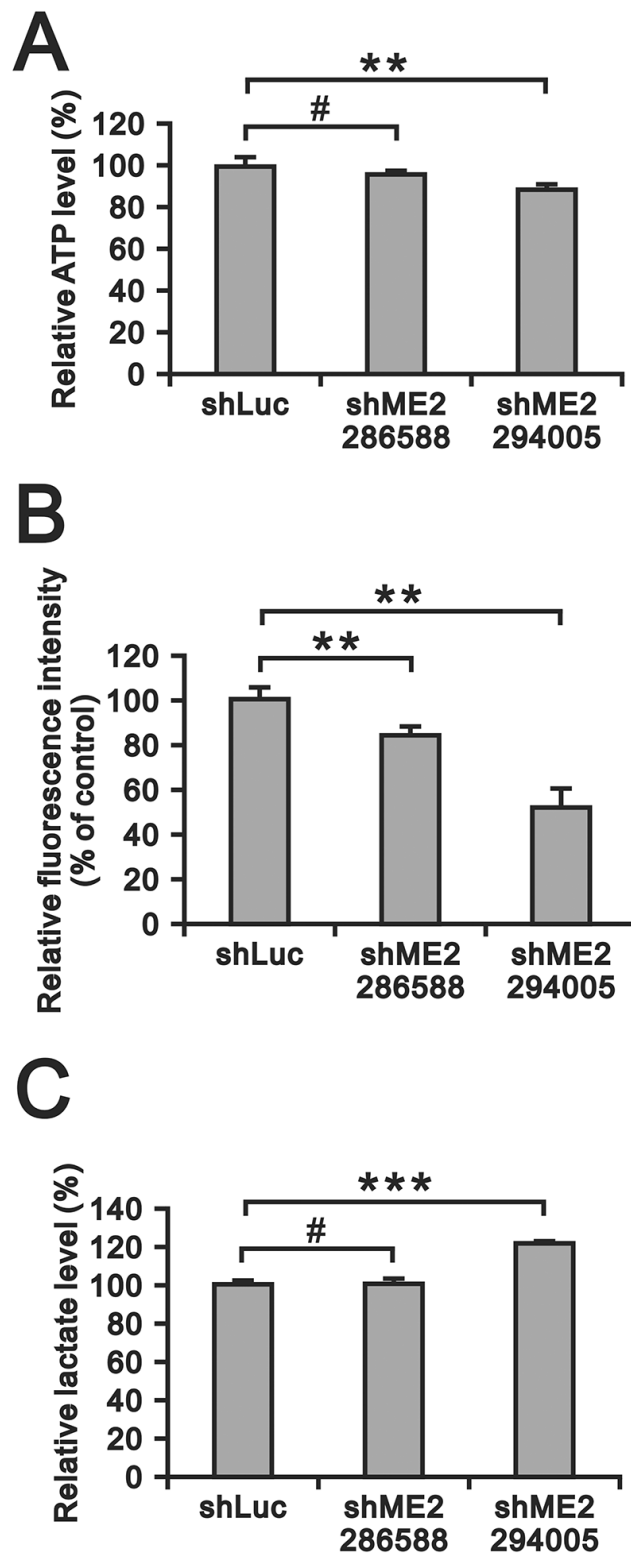 A
Relative ATP level (%)
**
#
120
100
80
60
40
20
0
shLuc
shME2
286588
shME2
294005
B
Relative fluorescence intensity
(% of control)
**
**
120
100
80
60
40
20
0
shLuc
shME2
286588
shME2
294005
C
Relative lactate level (%)
***
#
140
120
100
80
60
40
20
0
shLuc
shME2
286588
shME2
294005